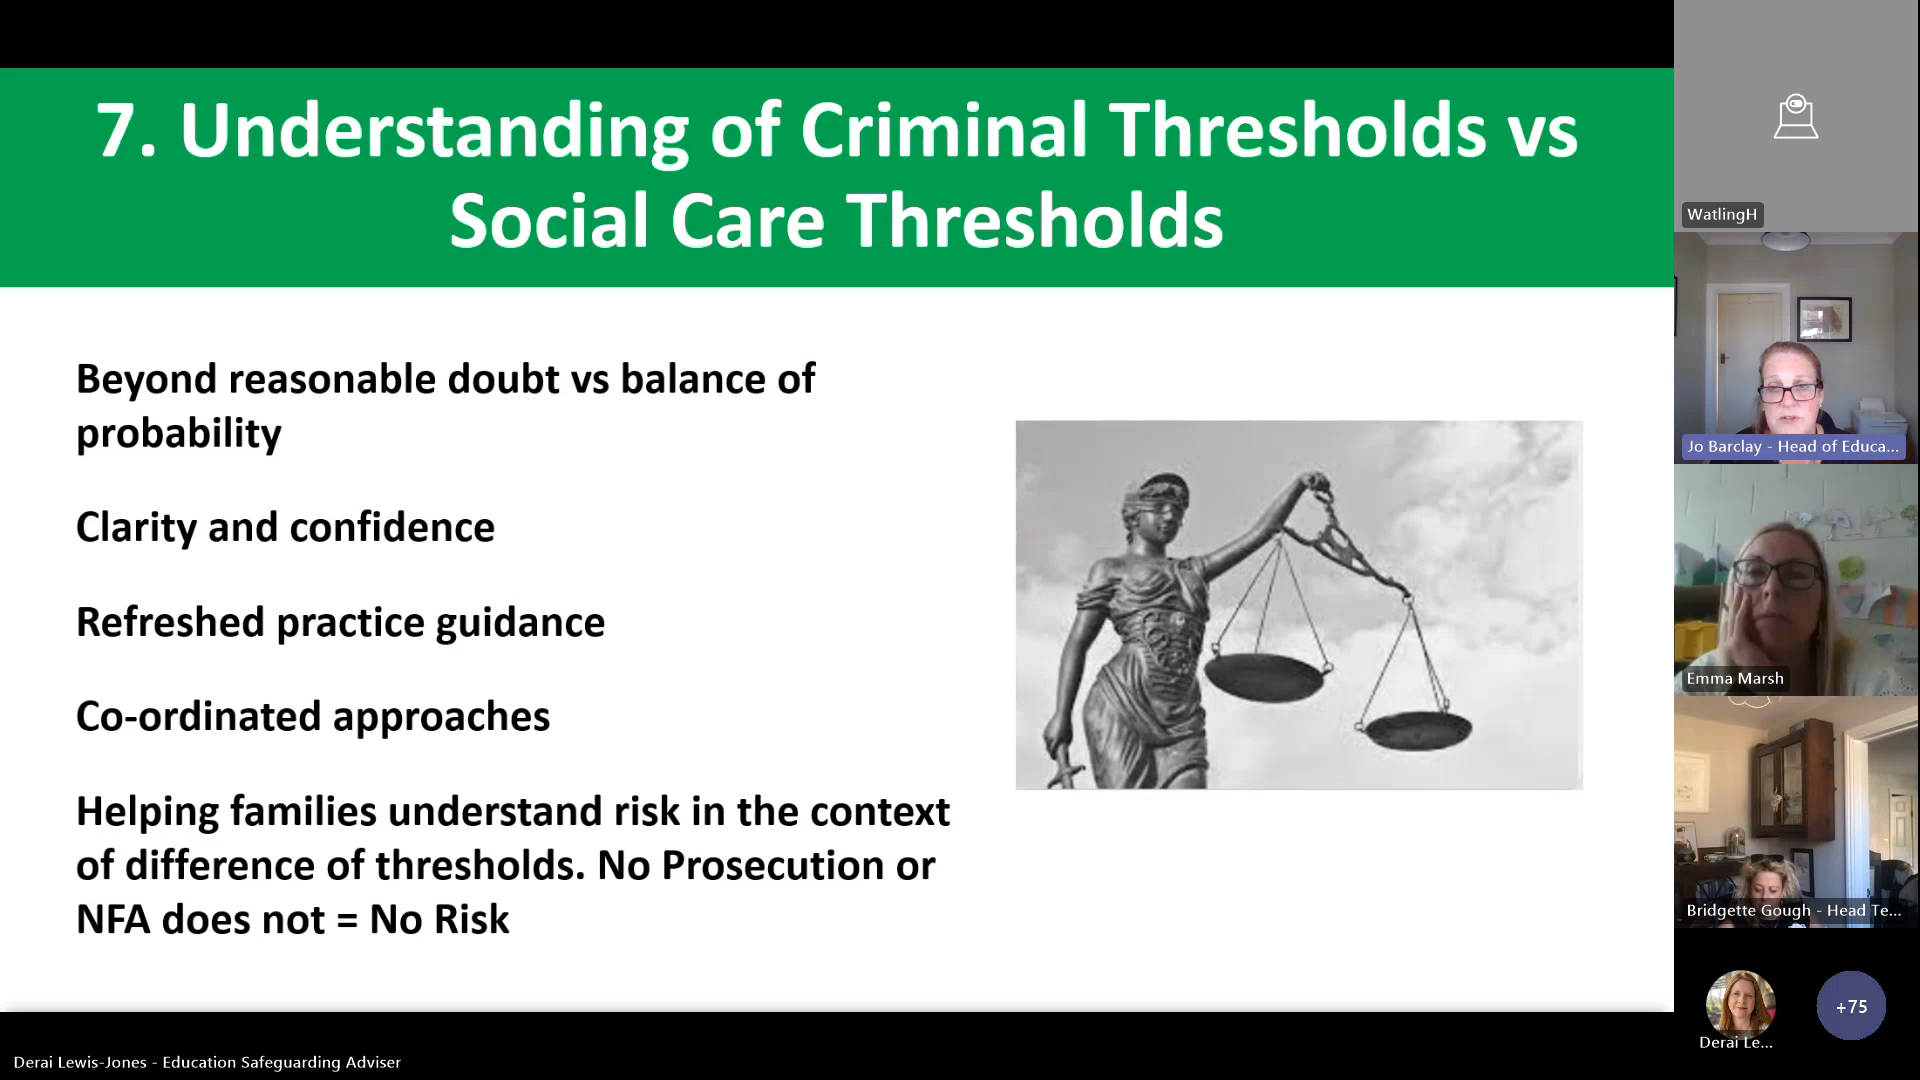 7. Understanding of Criminal Thresholds vs
Social Care Thresholds
Beyond reasonable doubt vs balance of
probability
Clarity and confidence
Refreshed practice guidance
Co-ordinated approaches
Helping families understand risk in the context
of difference of thresholds. No Prosecution or
NFA does not = No Risk
WatlingH
Jo Barclay - Head of Educa...
Emma Marsh
Bridgette Gough - Head Te...
Derai Le...
+75
Derai Lewis-Jones - Education Safeguarding Adviser